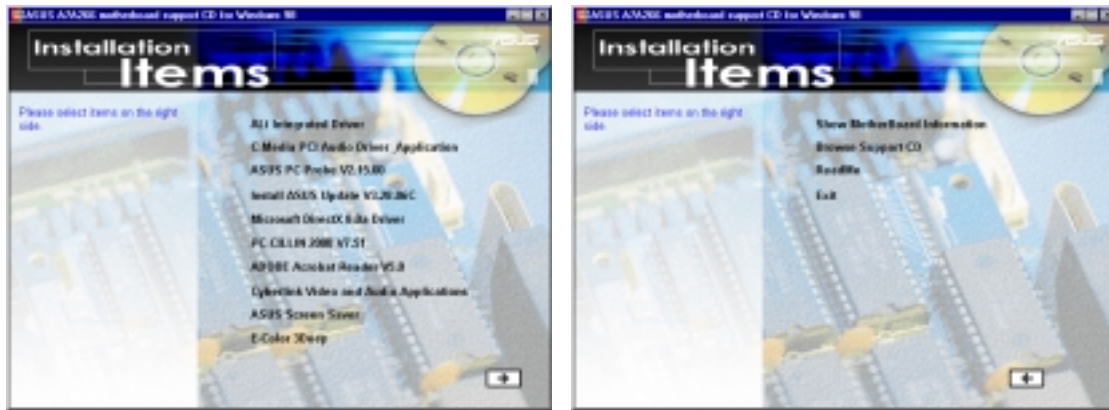 ASUS A7A266 motherboard support CD for Windows 98
Installation
Items
ASUS
Please select items on the right
side.
ALi Integrated Driver
C-Media PCI Audio Driver_Application
ASUS PC Probe V2.15.00
Install ASUS Update
Microsoft DirectX 8.0a Driver
PC-CILLIN 2000 V7.51
ADOBE Acrobat Reader V5.0
Cyberlink Video and Audio Applications
ASUS Screen Saver
E-Color 3Deep
ASUS A7A266 motherboard support CD for Windows 98
Installation
Items
ASUS
Please select items on the right
side.
Show MotherBoard Information
Browse Support CD
ReadMe
Exit